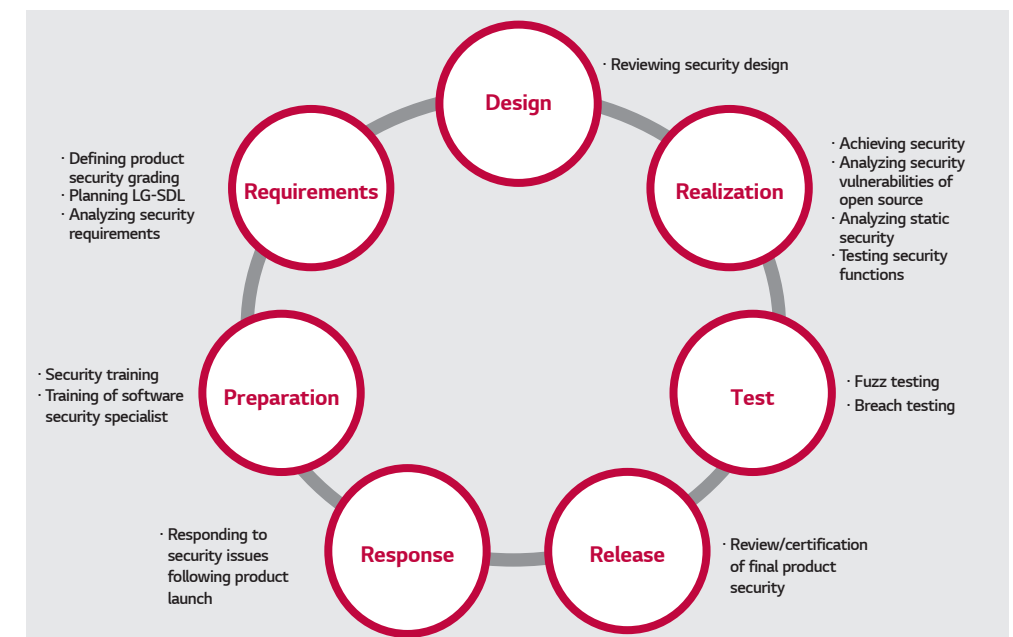 Design
· Reviewing security design
Realization
· Achieving security
· Analyzing security
vulnerabilities of
open source
· Analyzing static
security
· Testing security
functions
Test
· Fuzz testing
· Breach testing
Release
· Review/certification
of final product
security
Response
· Responding to
security issues
following product
launch
Preparation
· Security training
· Training of software
security specialist
Requirements
· Defining product
security grading
· Planning LG-SDL
· Analyzing security
requirements